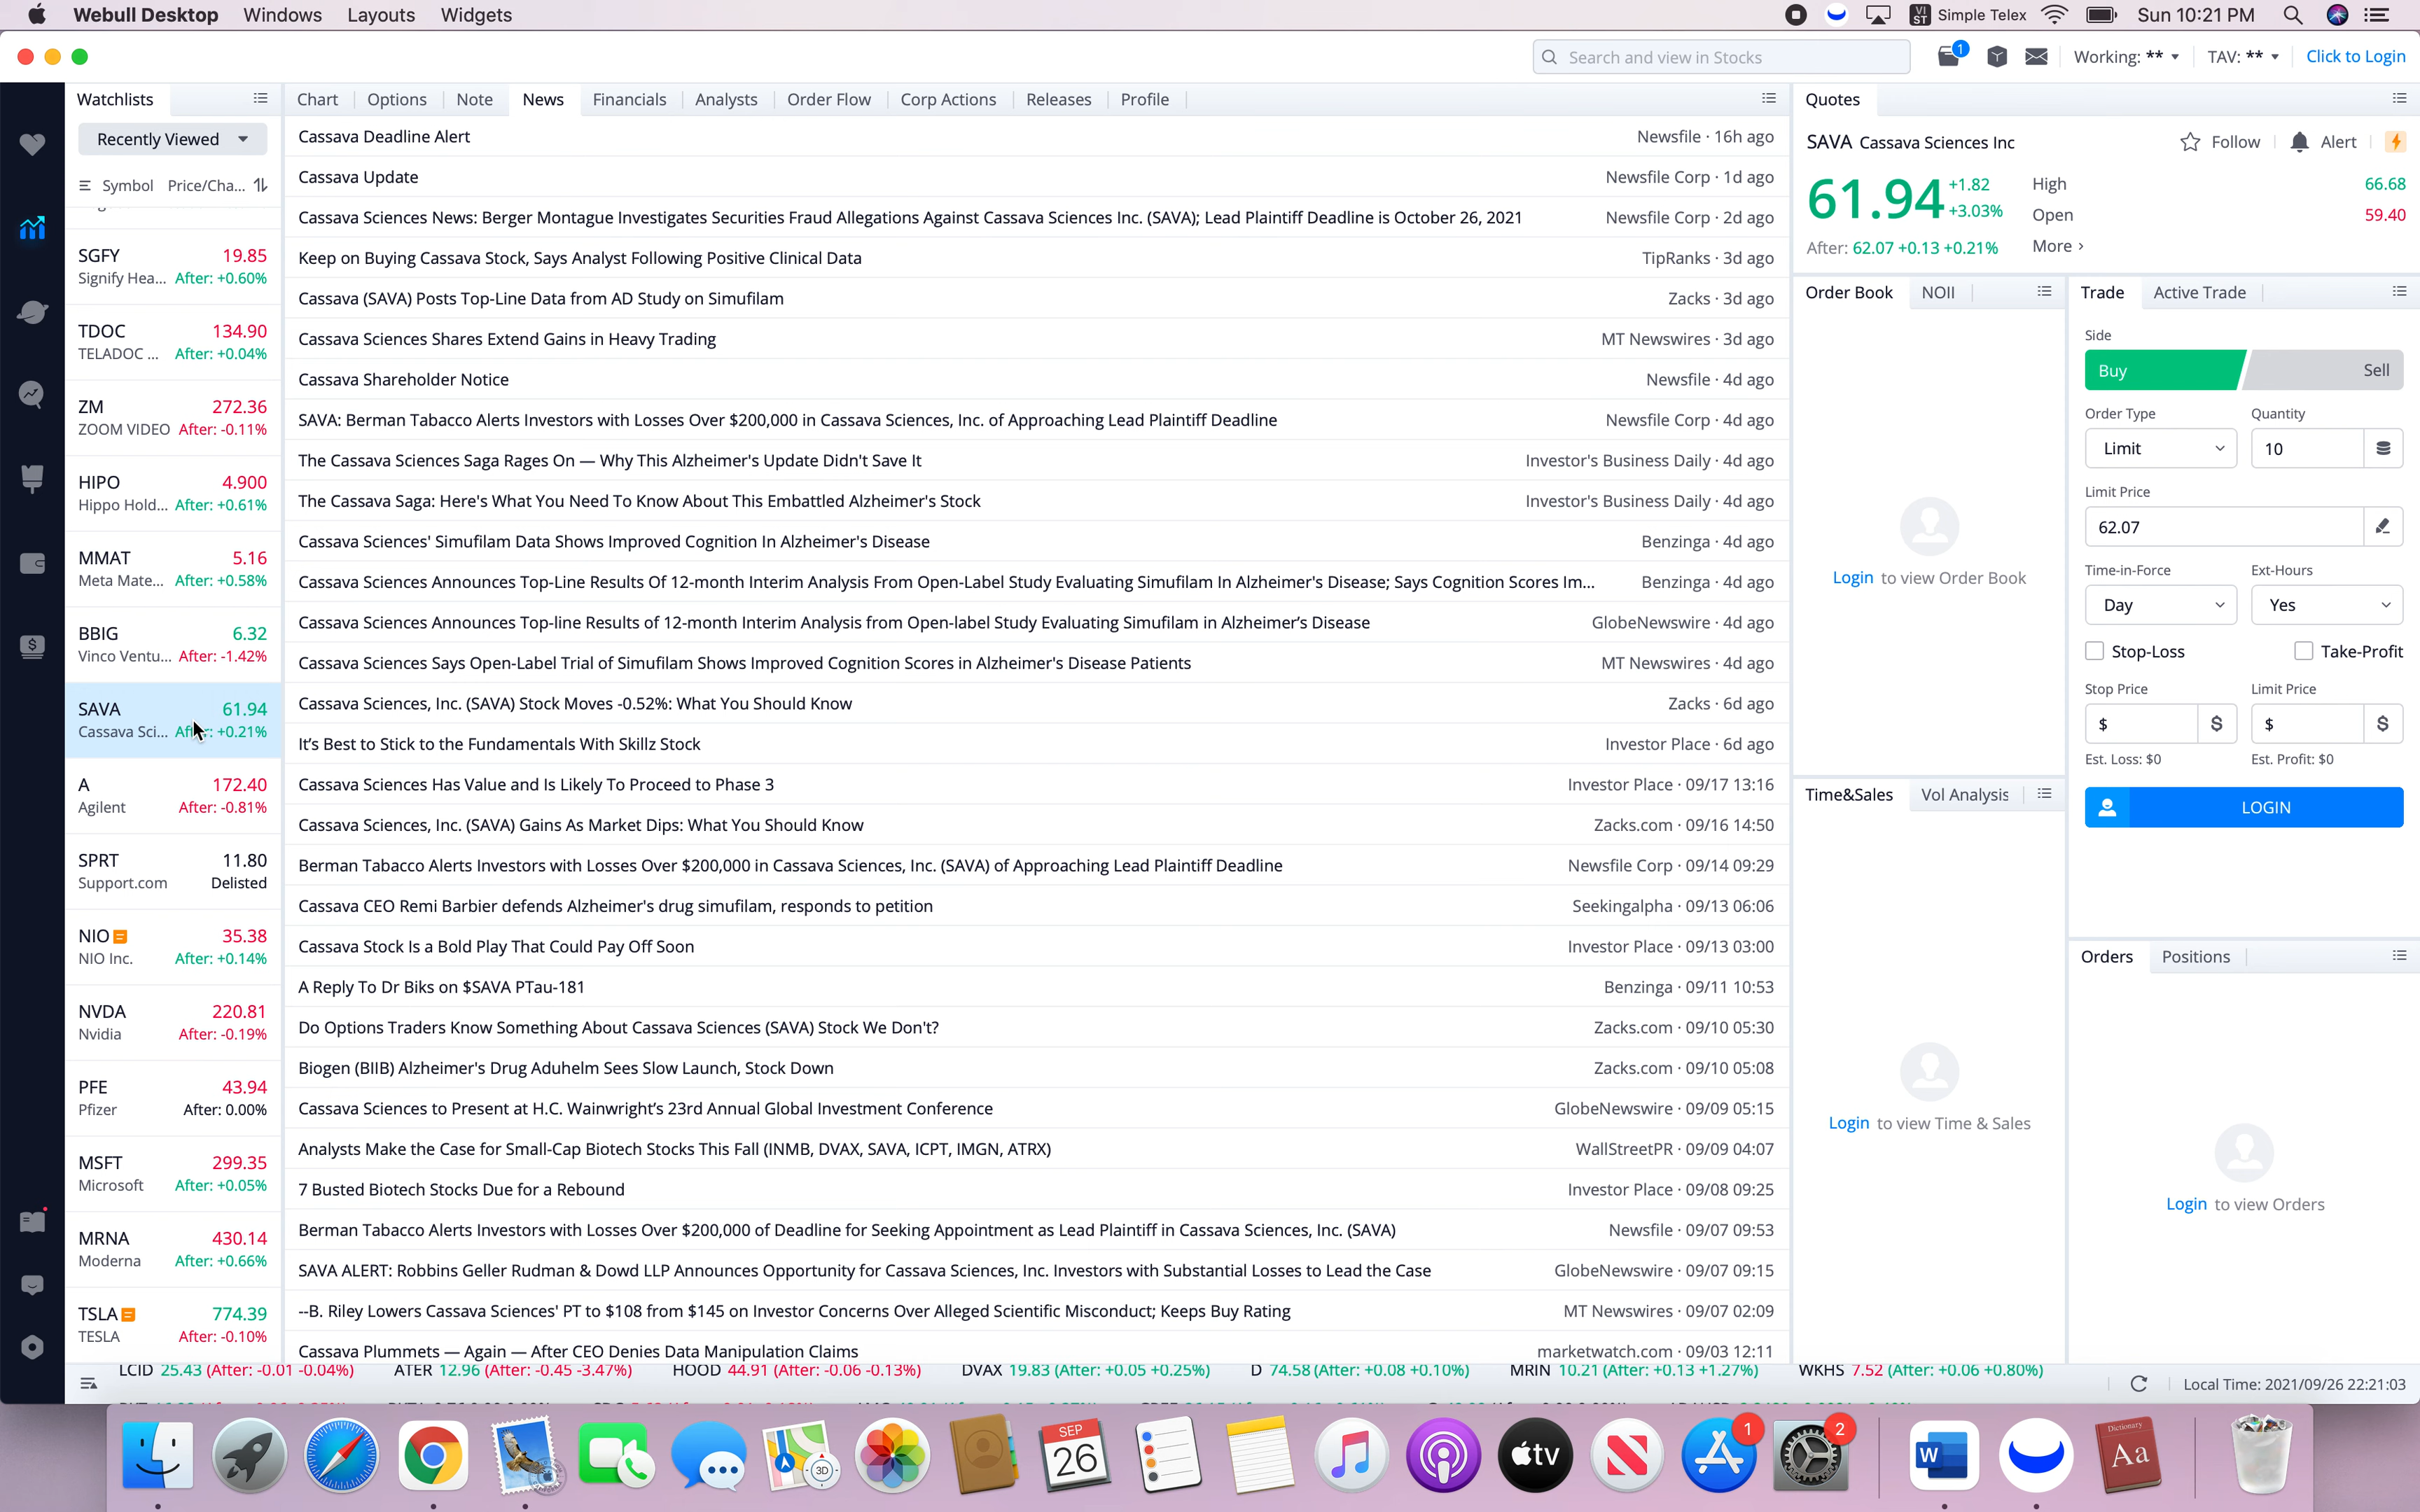 Webull Desktop Windows Layouts Widgets
VI ST Simple Telex Sun 10:21 PM
Search and view in Stocks
1
Working: ** TAV: ** Click to Login
Watchlists
Recently Viewed
Symbol Price/Cha...
SGFY 19.85
Signify Hea... After: +0.60%
TDOC 134.90
TELADOC ... After: +0.04%
ZM 272.36
ZOOM VIDEO After: -0.11%
HIPO 4.900
Hippo Hold... After: +0.61%
MMAT 5.16
Meta Mate... After: +0.58%
BBIG 6.32
Vinco Ventu... After: -1.42%
SAVA 61.94
Cassava Sci... After: +0.21%
A 172.40
Agilent After: -0.81%
SPRT 11.80
Support.com Delisted
NIO 35.38
NIO Inc. After: +0.14%
NVDA 220.81
Nvidia After: -0.19%
PFE 43.94
Pfizer After: 0.00%
MSFT 299.35
Microsoft After: +0.05%
MRNA 430.14
Moderna After: +0.66%
TSLA 774.39
TESLA After: -0.10%
Chart Options Note News Financials Analysts Order Flow Corp Actions Releases Profile
Cassava Deadline Alert Newsfile · 16h ago
Cassava Update Newsfile Corp · 1d ago
Cassava Sciences News: Berger Montague Investigates Securities Fraud Allegations Against Cassava Sciences Inc. (SAVA); Lead Plaintiff Deadline is October 26, 2021 Newsfile Corp · 2d ago
Keep on Buying Cassava Stock, Says Analyst Following Positive Clinical Data TipRanks · 3d ago
Cassava (SAVA) Posts Top-Line Data from AD Study on Simufilam Zacks · 3d ago
Cassava Sciences Shares Extend Gains in Heavy Trading MT Newswires · 3d ago
Cassava Shareholder Notice Newsfile · 4d ago
SAVA: Berman Tabacco Alerts Investors with Losses Over $200,000 in Cassava Sciences, Inc. of Approaching Lead Plaintiff Deadline Newsfile Corp · 4d ago
The Cassava Sciences Saga Rages On — Why This Alzheimer's Update Didn't Save It Investor's Business Daily · 4d ago
The Cassava Saga: Here's What You Need To Know About This Embattled Alzheimer's Stock Investor's Business Daily · 4d ago
Cassava Sciences' Simufilam Data Shows Improved Cognition In Alzheimer's Disease Benzinga · 4d ago
Cassava Sciences Announces Top-Line Results Of 12-month Interim Analysis From Open-Label Study Evaluating Simufilam In Alzheimer's Disease; Says Cognition Scores Im... Benzinga · 4d ago
Cassava Sciences Announces Top-line Results of 12-month Interim Analysis from Open-label Study Evaluating Simufilam in Alzheimer’s Disease GlobeNewswire · 4d ago
Cassava Sciences Says Open-Label Trial of Simufilam Shows Improved Cognition Scores in Alzheimer's Disease Patients MT Newswires · 4d ago
Cassava Sciences, Inc. (SAVA) Stock Moves -0.52%: What You Should Know Zacks · 6d ago
It’s Best to Stick to the Fundamentals With Skillz Stock Investor Place · 6d ago
Cassava Sciences Has Value and Is Likely To Proceed to Phase 3 Investor Place · 09/17 13:16
Cassava Sciences, Inc. (SAVA) Gains As Market Dips: What You Should Know Zacks.com · 09/16 14:50
Berman Tabacco Alerts Investors with Losses Over $200,000 in Cassava Sciences, Inc. (SAVA) of Approaching Lead Plaintiff Deadline Newsfile Corp · 09/14 09:29
Cassava CEO Remi Barbier defends Alzheimer's drug simufilam, responds to petition Seekingalpha · 09/13 06:06
Cassava Stock Is a Bold Play That Could Pay Off Soon Investor Place · 09/13 03:00
A Reply To Dr Biks on $SAVA PTau-181 Benzinga · 09/11 10:53
Do Options Traders Know Something About Cassava Sciences (SAVA) Stock We Don't? Zacks.com · 09/10 05:30
Biogen (BIIB) Alzheimer's Drug Aduhelm Sees Slow Launch, Stock Down Zacks.com · 09/10 05:08
Cassava Sciences to Present at H.C. Wainwright’s 23rd Annual Global Investment Conference GlobeNewswire · 09/09 05:15
Analysts Make the Case for Small-Cap Biotech Stocks This Fall (INMB, DVAX, SAVA, ICPT, IMGN, ATRX) WallStreetPR · 09/09 04:07
7 Busted Biotech Stocks Due for a Rebound Investor Place · 09/08 09:25
Berman Tabacco Alerts Investors with Losses Over $200,000 of Deadline for Seeking Appointment as Lead Plaintiff in Cassava Sciences, Inc. (SAVA) Newsfile · 09/07 09:53
SAVA ALERT: Robbins Geller Rudman & Dowd LLP Announces Opportunity for Cassava Sciences, Inc. Investors with Substantial Losses to Lead the Case GlobeNewswire · 09/07 09:15
--B. Riley Lowers Cassava Sciences' PT to $108 from $145 on Investor Concerns Over Alleged Scientific Misconduct; Keeps Buy Rating MT Newswires · 09/07 02:09
Cassava Plummets — Again — After CEO Denies Data Manipulation Claims marketwatch.com · 09/03 12:11
Quotes
SAVA Cassava Sciences Inc Follow Alert
61.94 +1.82 +3.03%
After: 62.07 +0.13 +0.21%
High 66.68
Open 59.40
More ›
Order Book NOII
Login to view Order Book
Time&Sales Vol Analysis
Login to view Time & Sales
Trade Active Trade
Side
Buy Sell
Order Type Quantity
Limit 10
Limit Price
62.07
Time-in-Force Ext-Hours
Day Yes
Stop-Loss Take-Profit
Stop Price Limit Price
$ $ $ $
Est. Loss: $0 Est. Profit: $0
LOGIN
Orders Positions
Login to view Orders
LCID 25.43 (After: -0.01 -0.04%) ATER 12.96 (After: -0.45 -3.47%) HOOD 44.91 (After: -0.06 -0.13%) DVAX 19.83 (After: +0.05 +0.25%) D 74.58 (After: +0.08 +0.10%) MRIN 10.21 (After: +0.13 +1.27%) WKHS 7.52 (After: +0.06 +0.80%)
Local Time: 2021/09/26 22:21:03
3D
SEP
26
tv
1
2
W
Dictionary
Aa